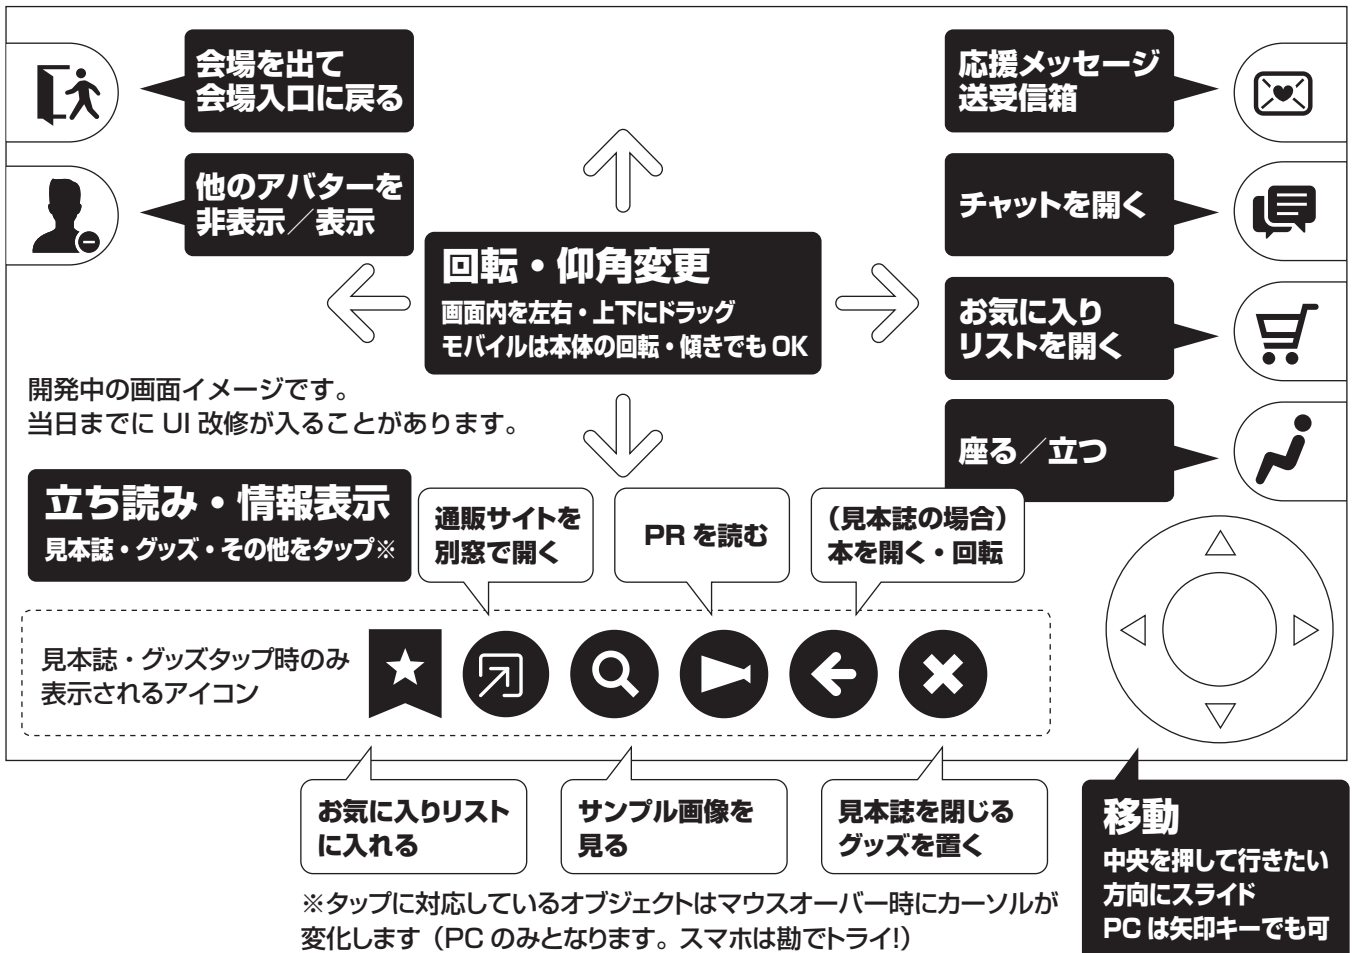 会場を出て
会場入口に戻る
他のアバターを
非表示／表示
応援メッセージ
送受信箱
チャットを開く
お気に入り
リストを開く
座る／立つ
回転・仰角変更
画面内を左右・上下にドラッグ
モバイルは本体の回転・傾きでも OK
開発中の画面イメージです。
当日までに UI 改修が入ることがあります。
立ち読み・情報表示
見本誌・グッズ・その他をタップ※
通販サイトを
別窓で開く
PR を読む
（見本誌の場合）
本を開く・回転
見本誌・グッズタップ時のみ
表示されるアイコン
お気に入りリスト
に入れる
サンプル画像を
見る
見本誌を閉じる
グッズを置く
移動
中央を押して行きたい
方向にスライド
PC は矢印キーでも可
※タップに対応しているオブジェクトはマウスオーバー時にカーソルが
変化します（PC のみとなります。スマホは勘でトライ!）